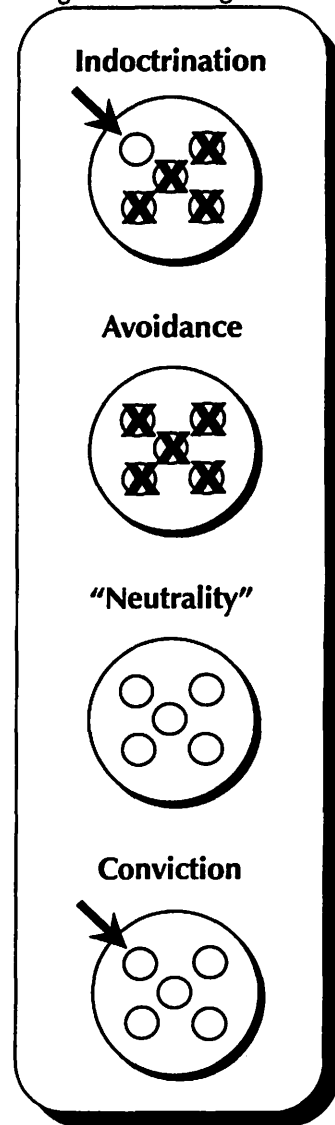 Indoctrination
X
X
X X
Avoidance
X X
X
X X
“Neutrality”
Conviction